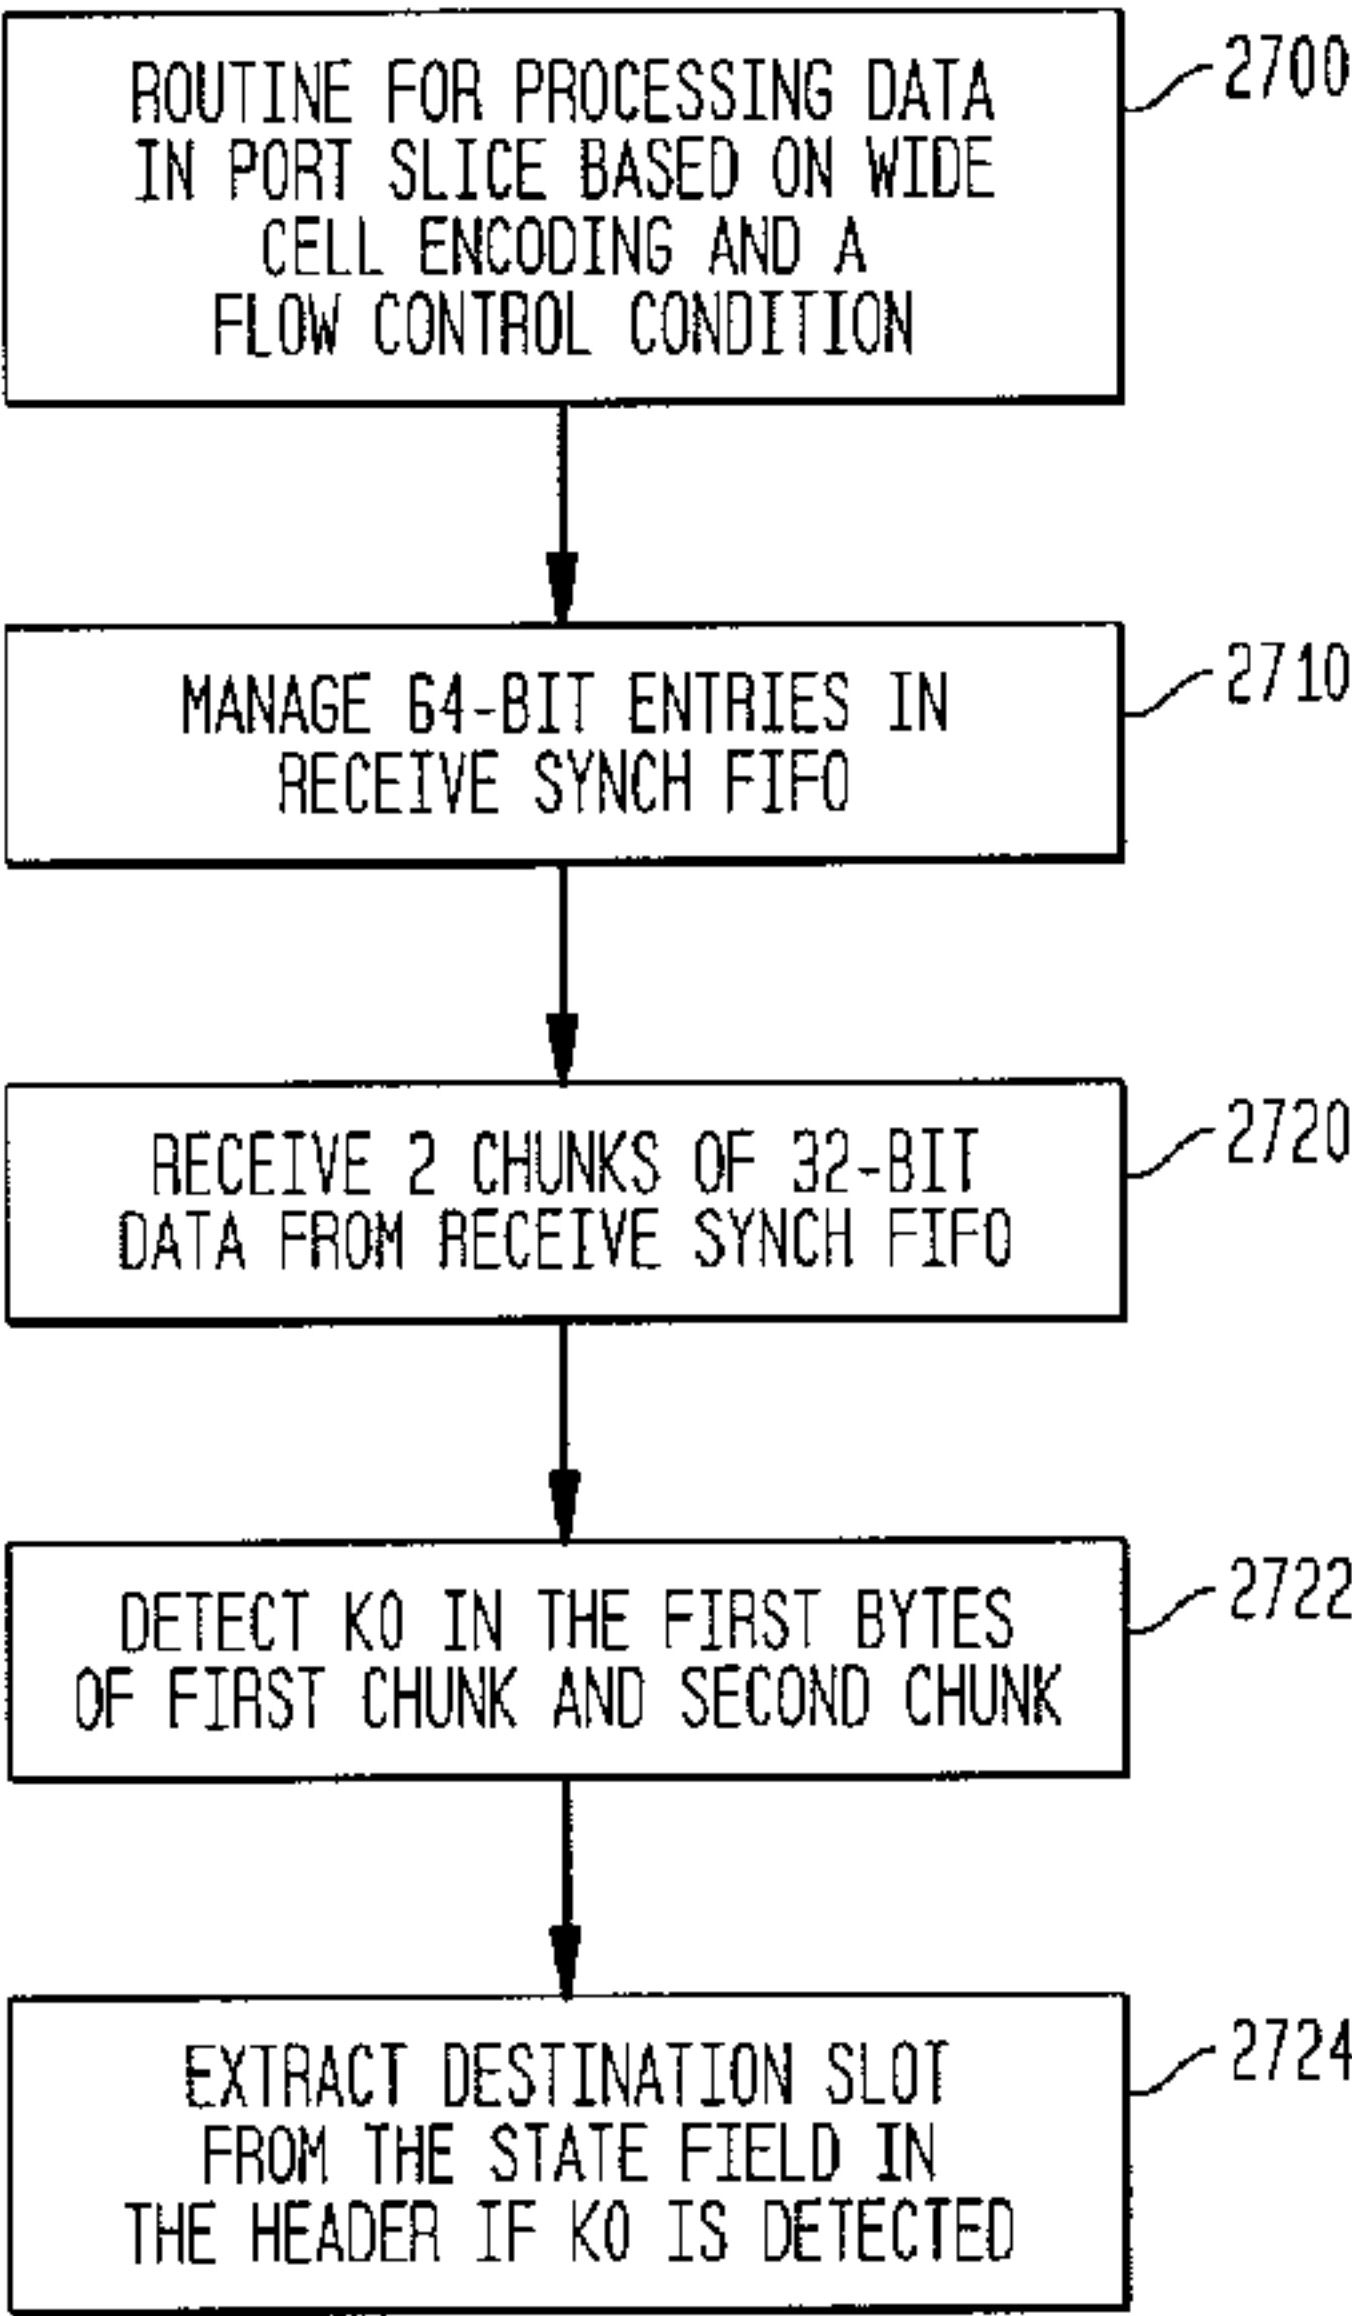 ROUTINE FOR PROCESSING DATA
IN PORT SLICE BASED ON WIDE
CELL ENCODING AND A
FLOW CONTROL CONDITION
2700
MANAGE 64-BIT ENTRIES IN
RECEIVE SYNCH FIFO
2710
RECEIVE 2 CHUNKS OF 32-BIT
DATA FROM RECEIVE SYNCH FIFO
2720
DETECT K0 IN THE FIRST BYTES
OF FIRST CHUNK AND SECOND CHUNK
2722
EXTRACT DESTINATION SLOT
FROM THE STATE FIELD IN
THE HEADER IF K0 IS DETECTED
2724